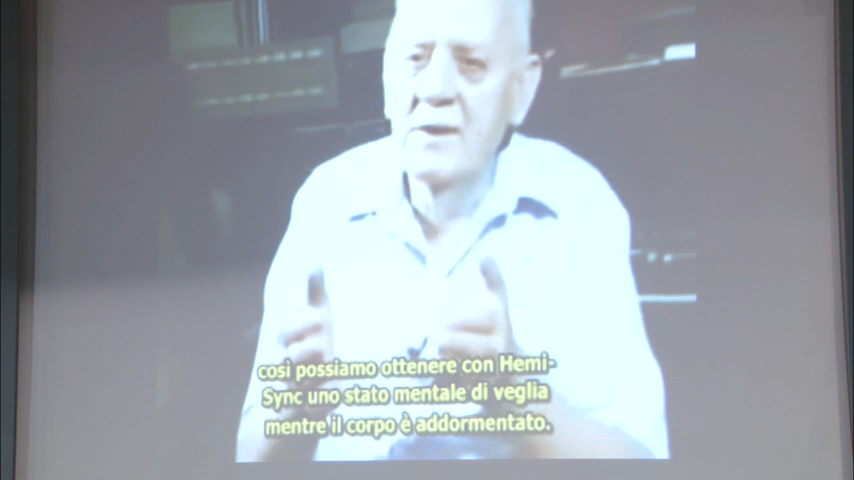 così possiamo ottenere con Hemi-
Sync uno stato mentale di veglia
mentre il corpo è addormentato.